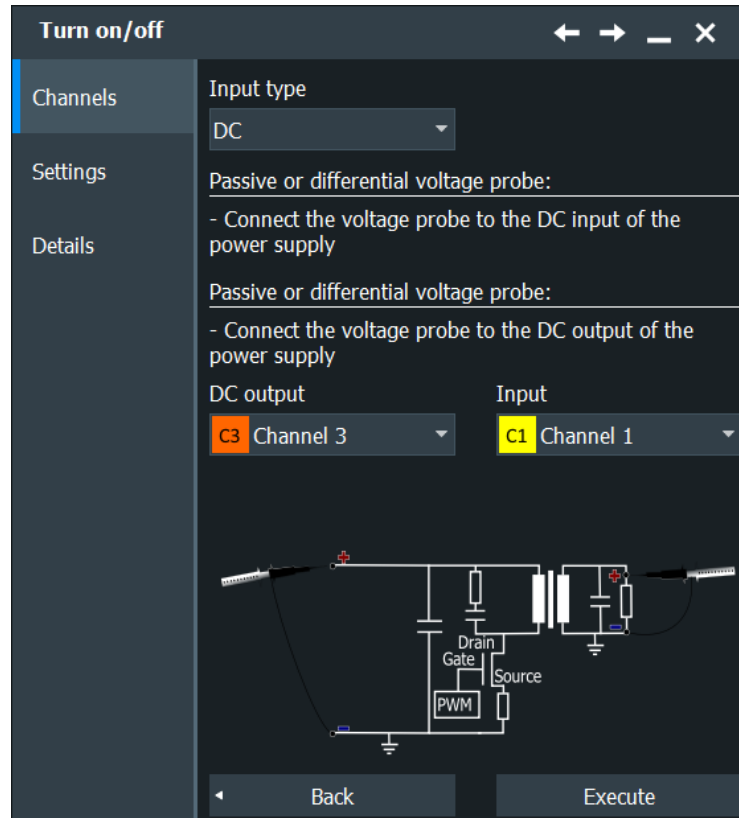 Turn on/off
Channels
Settings
Details
Input type
DC
Passive or differential voltage probe:
- Connect the voltage probe to the DC input of the
power supply
Passive or differential voltage probe:
- Connect the voltage probe to the DC output of the
power supply
DC output
Input
C3 Channel 3
C1 Channel 1
Drain
Gate
Source
PWM
Back
Execute